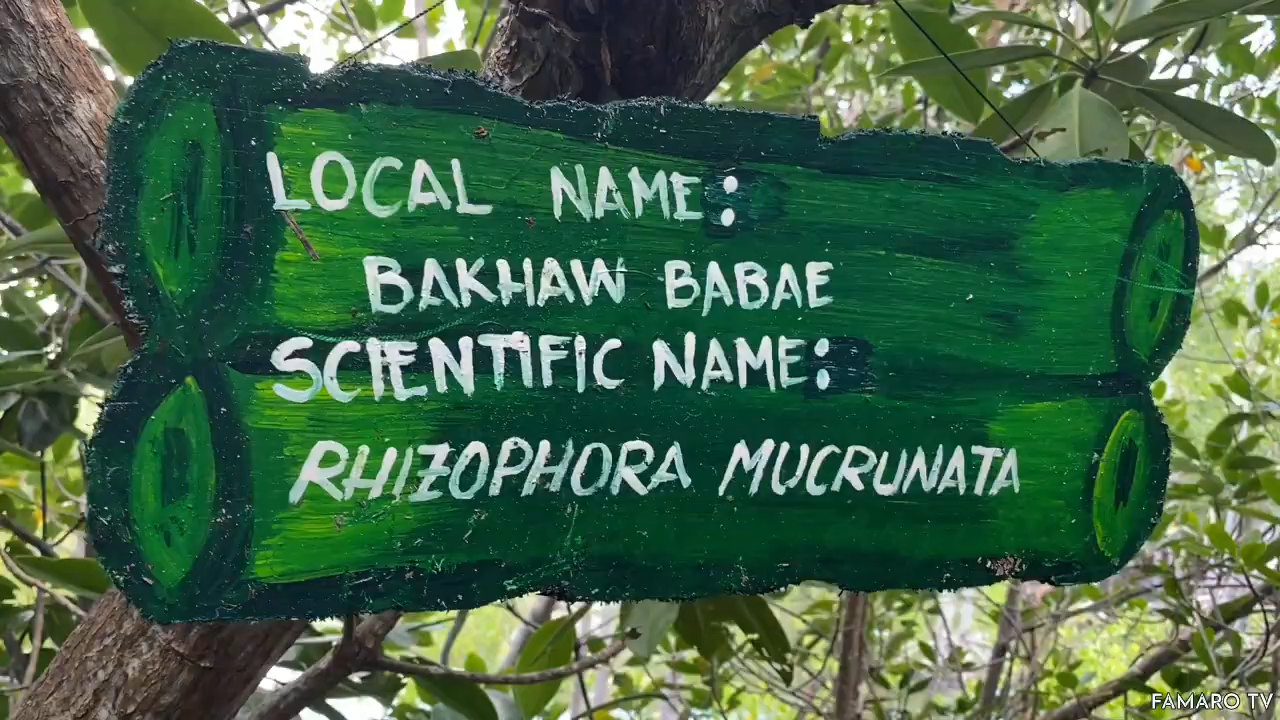 LOCAL NAME:
BAKHAW BABAE
SCIENTIFIC NAME:
RHIZOPHORA MUCRUNATA
FAMARO TV